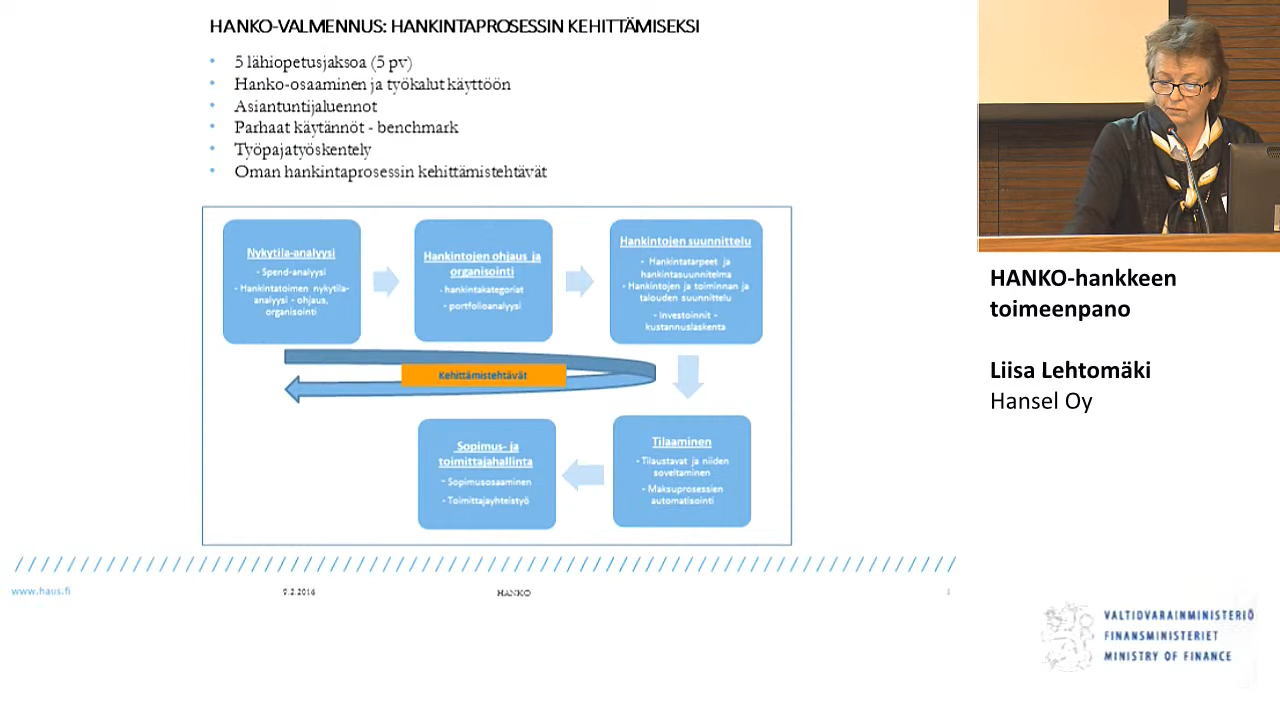 HANKO-VALMENNUS: HANKINTAPROSESSIN KEHITTÄMISEKSI
• 5 lähiopetusjaksoa (5 pv)
• Hanko-osaaminen ja työkalut käyttöön
• Asiantuntijaluennot
• Parhaat käytännöt - benchmark
• Työpajatyöskentely
• Oman hankintaprosessin kehittämistehtävät
Nykytila-analyysi
- Spend-analyysi
- Hankintatoimen nykytila-
analyysi - ohjaus,
organisointi
Hankintojen ohjaus ja
organisointi
- hankintakategoriat
- portfolioanalyysi
Hankintojen suunnittelu
- Hankintatarpeet ja
hankintasuunnitelma
- Hankintojen ja toiminnan ja
talouden suunnittelu
- Investoinnit -
kustannuslaskenta
Kehittämistehtävät
Sopimus- ja
toimittajahallinta
- Sopimusosaaminen
- Toimittajayhteistyö
Tilaaminen
- Tilaustavat ja niiden
soveltaminen
- Maksuprosessien
automatisointi
www.haus.fi
9.2.2016
HANKO
1
HANKO-hankkeen
toimeenpano
Liisa Lehtomäki
Hansel Oy
VALTIOVARAINMINISTERIÖ
FINANSMINISTERIET
MINISTRY OF FINANCE